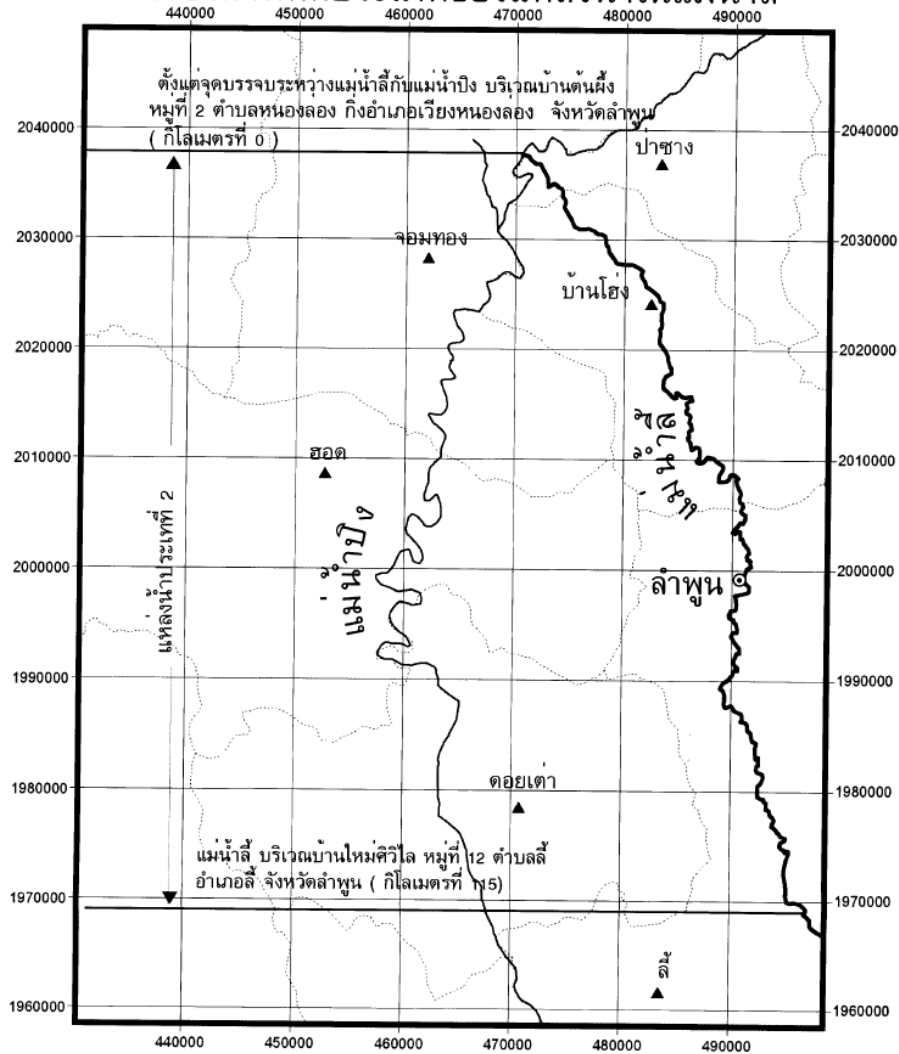 440000 450000 460000 470000 480000 490000
ตั้งแต่จุดบรรจบระหว่างแม่น้ำลี้กับแม่น้ำปิง บริเวณบ้านต้นผึ้ง
หมู่ที่ 2 ตำบลหนองล่อง กิ่งอำเภอเวียงหนองล่อง จังหวัดลำพูน
( กิโลเมตรที่ 0 )
2040000 2040000
ป่าซาง
2030000 2030000
จอมทอง
บ้านโฮ่ง
2020000 2020000
แม่น้ำลี้
2010000 2010000
ฮอด
แหล่งน้ำประเทที่ 2
แม่น้ำปิง
2000000 2000000
ลำพูน
1990000 1990000
1980000 1980000
ดอยเต่า
แม่น้ำลี้ บริเวณบ้านใหม่ศิวิไล หมู่ที่ 12 ตำบลลี้
อำเภอลี้ จังหวัดลำพูน ( กิโลเมตรที่ 115)
1970000 1970000
ลี้
1960000 1960000
440000 450000 460000 470000 480000 490000